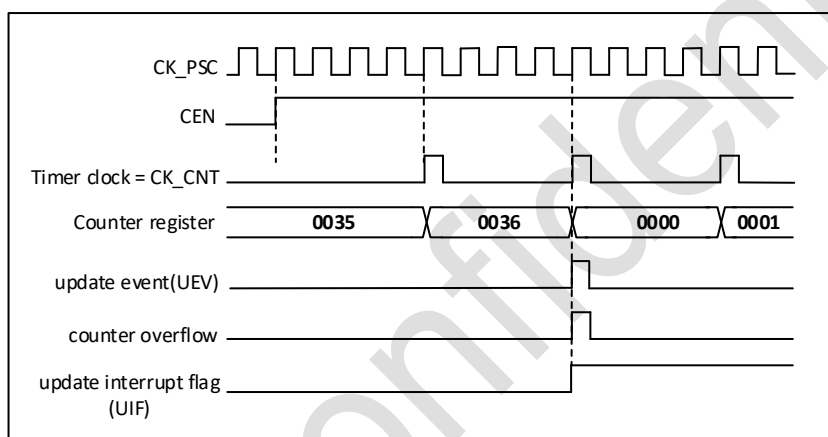 CK_PSC
CEN
Timer clock = CK_CNT
Counter register 0035 0036 0000 0001
update event(UEV)
counter overflow
update interrupt flag
(UIF)